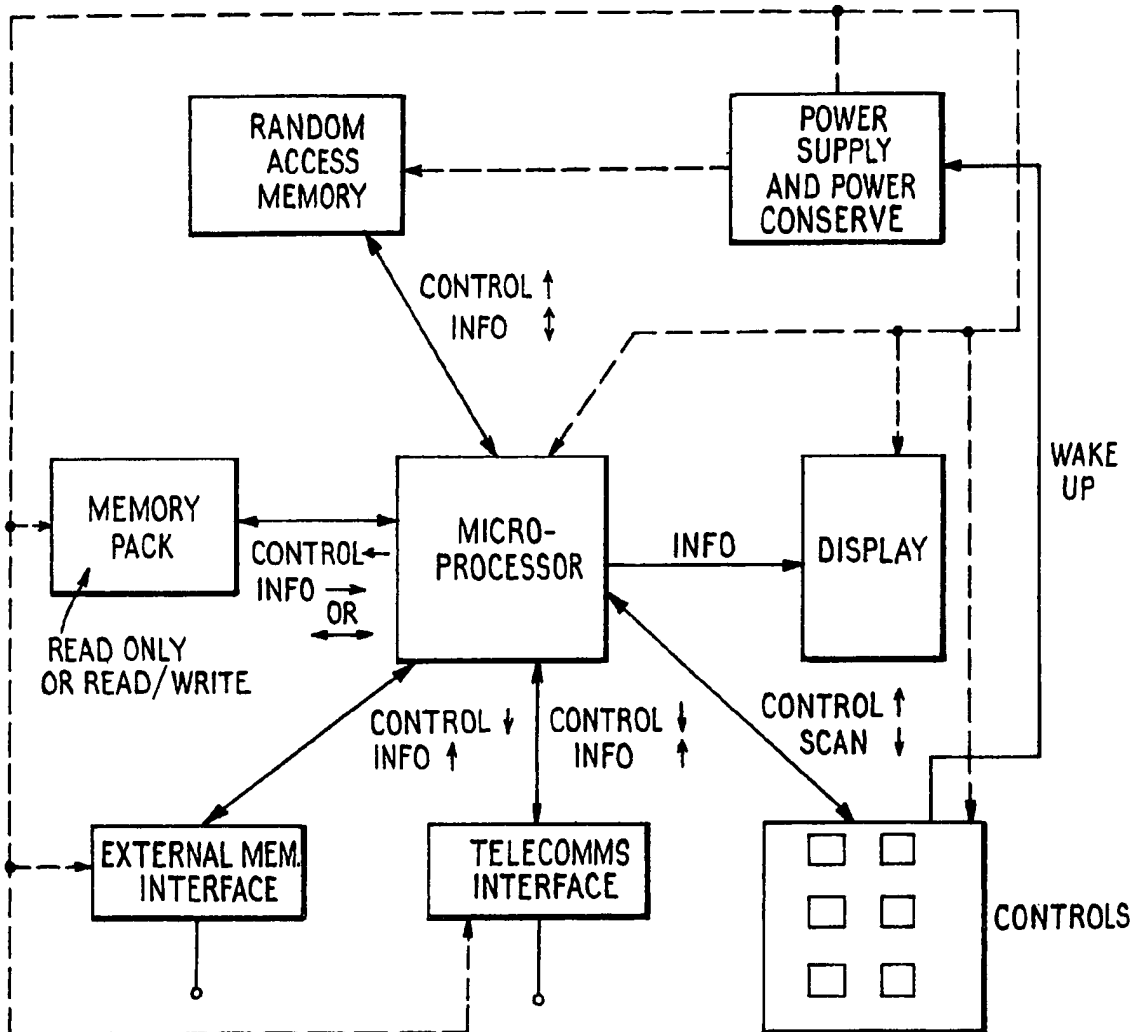 RANDOM
ACCESS
MEMORY
POWER
SUPPLY
AND POWER
CONSERVE
CONTROL ↑
INFO ↕
WAKE
UP
MEMORY
PACK
CONTROL ←
INFO →
OR
↔
READ ONLY
OR READ/WRITE
MICRO-
PROCESSOR
INFO
DISPLAY
CONTROL ↓
INFO ↑
CONTROL ↓
INFO ↑
CONTROL ↑
SCAN ↓
EXTERNAL MEM.
INTERFACE
TELECOMMS
INTERFACE
CONTROLS